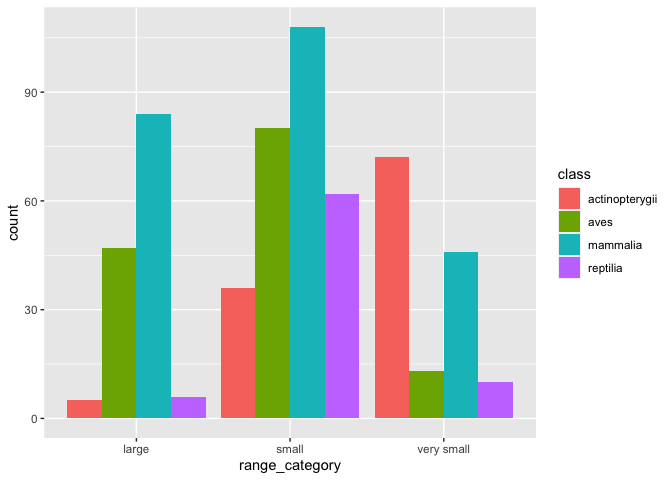 90
60
30
0
count
large small very small
range_category
class
actinopterygii
aves
mammalia
reptilia